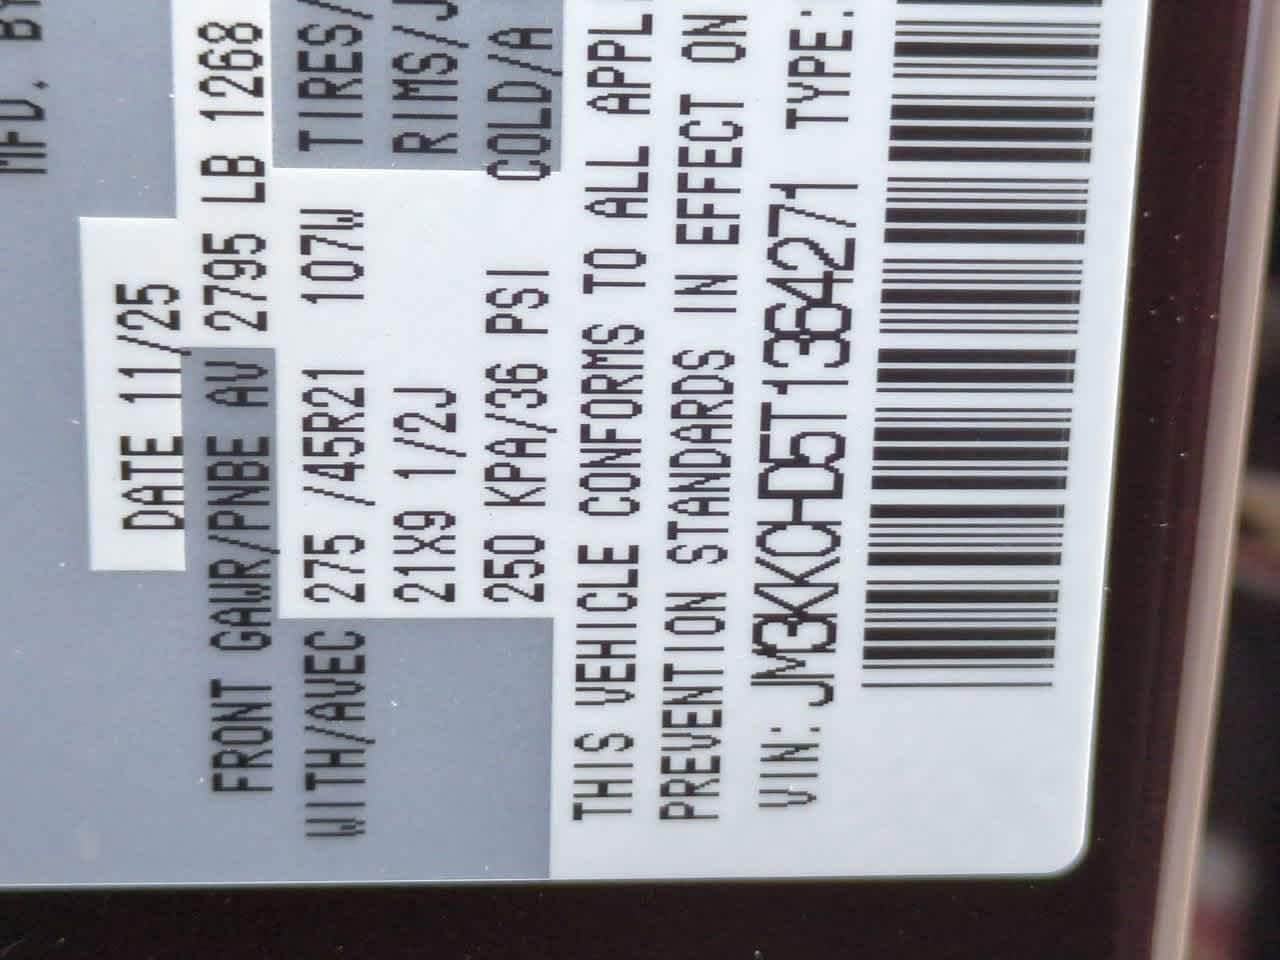 MFD. BY
DATE 11/25
FRONT GAWR/PNBE AV 2795 LB 1268
WITH/AVEC 275 /45R21 107W TIRES/
21X9 1/2J RIMS/J
250 KPA/36 PSI COLD/A
THIS VEHICLE CONFORMS TO ALL APPL
PREVENTION STANDARDS IN EFFECT ON
VIN: JM3KKCHD5T1364271 TYPE: